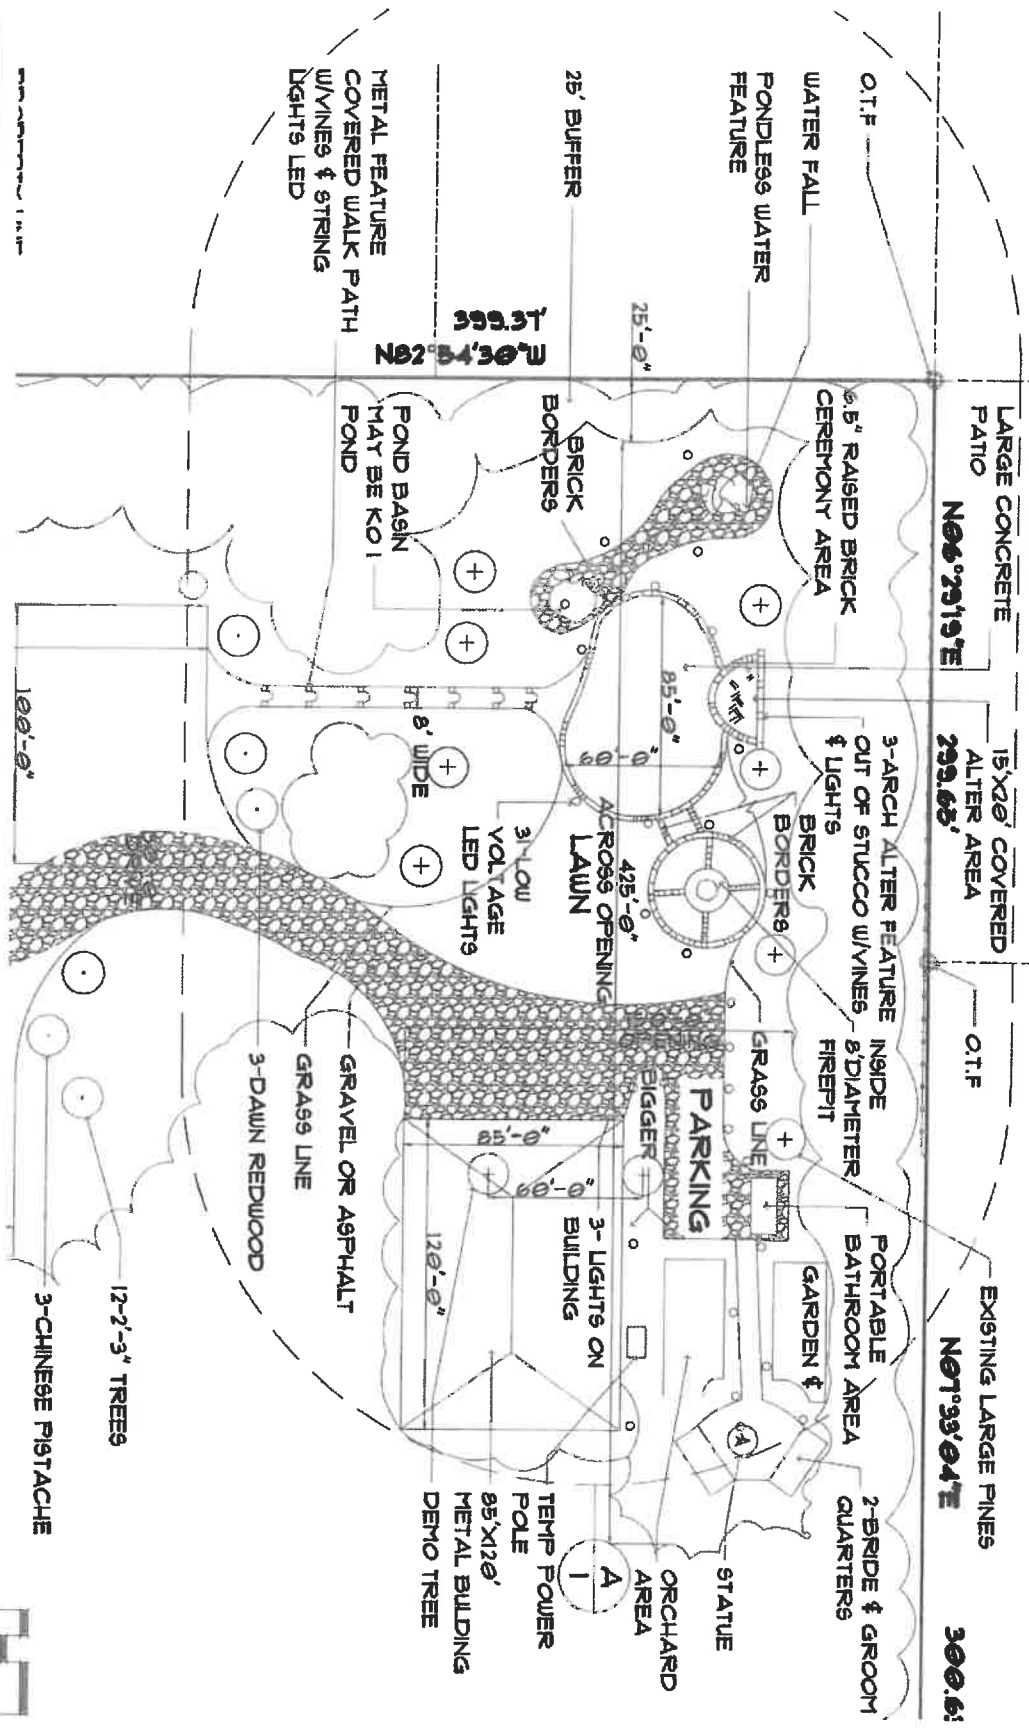 O.T.F
WATER FALL
PONDLESS WATER
FEATURE
25' BUFFER
METAL FEATURE
COVERED WALK PATH
W/VINES & STRING
LIGHTS LED
399.37'
N82°54'30"W
25'-0"
LARGE CONCRETE
PATIO
N06°29'19"E
299.68'
6.5" RAISED BRICK
CEREMONY AREA
BRICK
BORDERS
POND BASIN
MAY BE KOI
POND
15'X20' COVERED
ALTER AREA
3-ARCH ALTER FEATURE
OUT OF STUCCO W/VINES
& LIGHTS
BRICK
BORDERS
85'-0"
60'-0"
8' WIDE
100'-0"
425'-0"
ACROSS OPENING
LAWN
31-LOW
VOLTAGE
LED LIGHTS
O.T.F
INSIDE
8'DIAMETER
FIREPIT
GRASS LINE
OPENING
BIGGER
PARKING
GRAVEL OR ASPHALT
GRASS LINE
3-DAWN REDWOOD
85'-0"
60'-0"
120'-0"
3- LIGHTS ON
BUILDING
EXISTING LARGE PINES
N07°33'04"E
PORTABLE
BATHROOM AREA
GARDEN &
12-2'-3" TREES
3-CHINESE PISTACHE
2-BRIDE & GROOM
QUARTERS
STATUE
ORCHARD
AREA
A
1
TEMP POWER
POLE
85'X120'
METAL BULDING
DEMO TREE